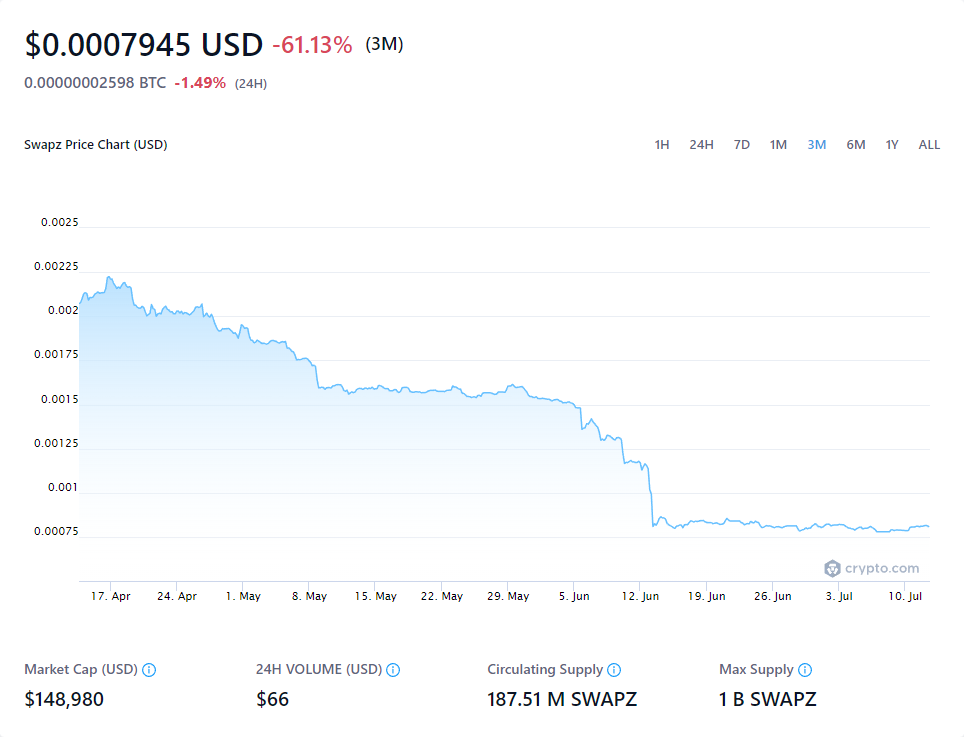 $0.0007945 USD -61.13% (3M)
0.00000002598 BTC -1.49% (24H)
Swapz Price Chart (USD) 1H 24H 7D 1M 3M 6M 1Y ALL
0.0025
0.00225
0.002
0.00175
0.0015
0.00125
0.001
0.00075
crypto.com
17. Apr 24. Apr 1. May 8. May 15. May 22. May 29. May 5. Jun 12. Jun 19. Jun 26. Jun 3. Jul 10. Jul
Market Cap (USD) 24H VOLUME (USD) Circulating Supply Max Supply
$148,980 $66 187.51 M SWAPZ 1 B SWAPZ